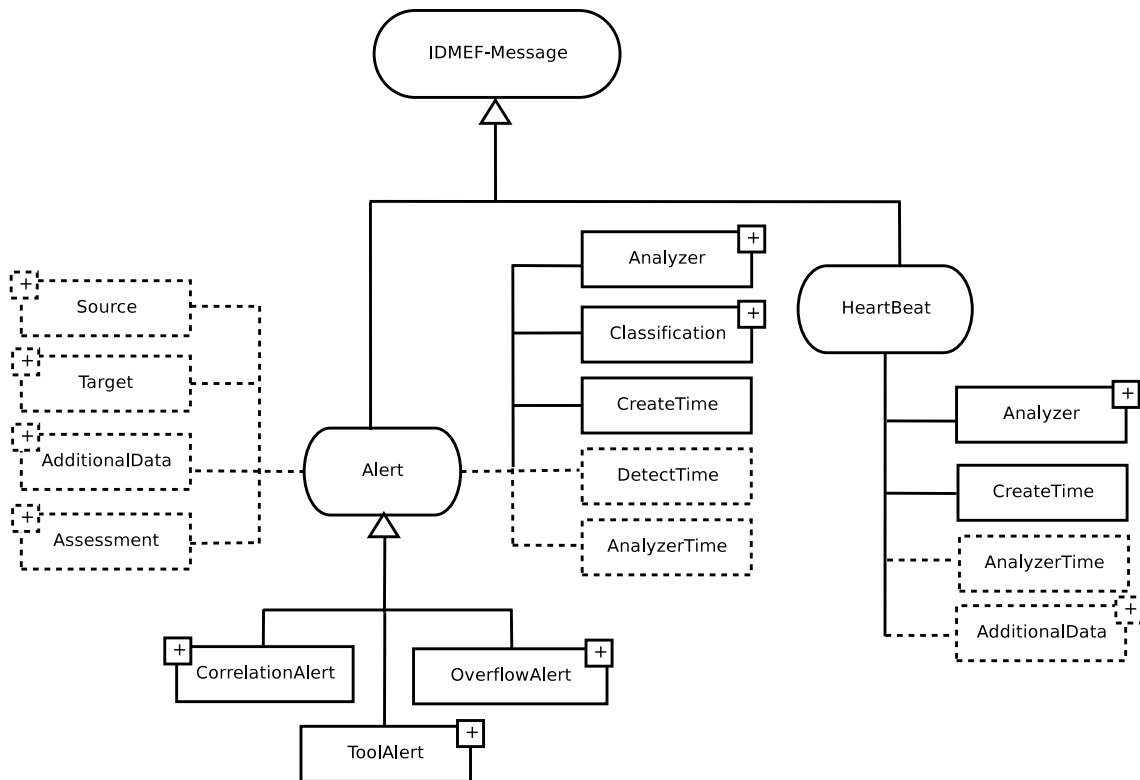 IDMEF-Message
+
Analyzer
+
Source
HeartBeat
+
Classification
+
Target
+
Analyzer
CreateTime
+
AdditionalData
Alert
DetectTime
CreateTime
+
Assessment
AnalyzerTime
AnalyzerTime
+
AdditionalData
+
CorrelationAlert
+
OverflowAlert
+
ToolAlert